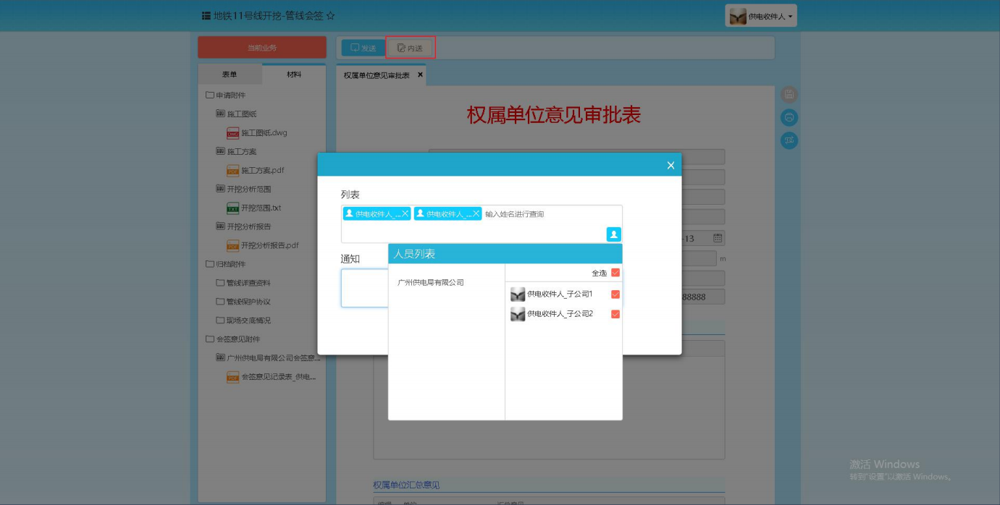 地铁11号线开挖-管线会签
供电收件人
当前业务
发送
内送
表单
材料
权属单位意见审批表
申请附件
施工图纸
施工图纸.dwg
施工方案
施工方案.pdf
开挖分析范围
开挖范围.txt
开挖分析报告
开挖分析报告.pdf
归档附件
管线详查资料
管线保护协议
现场交底情况
会签意见附件
广州供电局有限公司会签意...
会签意见记录表_供电...
权属单位意见审批表
-13
m
88888
列表
供电收件人_...
供电收件人_...
输入姓名进行查询
通知
人员列表
广州供电局有限公司
全选
供电收件人_子公司1
供电收件人_子公司2
权属单位汇总意见
单位
汇总意见
激活 Windows
转到"设置"以激活 Windows。